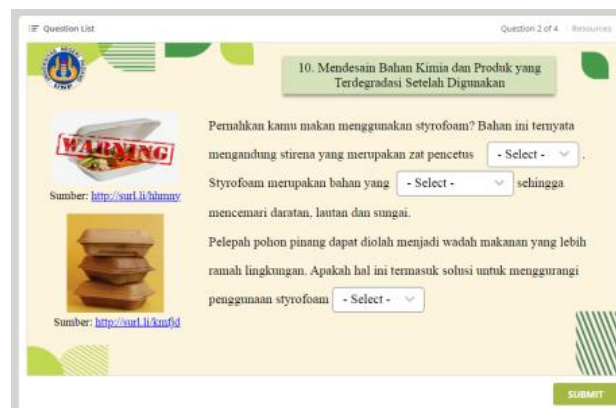 Question List
Question 2 of 4
Resources
UNP
10. Mendesain Bahan Kimia dan Produk yang
Terdegradasi Setelah Digunakan
WARNING
Sumber: http://surl.li/hhmny
Sumber: http://surl.li/kmfjd
Pernahkan kamu makan menggunakan styrofoam? Bahan ini ternyata
mengandung stirena yang merupakan zat pencetus - Select - .
Styrofoam merupakan bahan yang - Select - sehingga
mencemari daratan, lautan dan sungai.
Pelepah pohon pinang dapat diolah menjadi wadah makanan yang lebih
ramah lingkungan. Apakah hal ini termasuk solusi untuk mengurangi
penggunaan styrofoam - Select -
SUBMIT